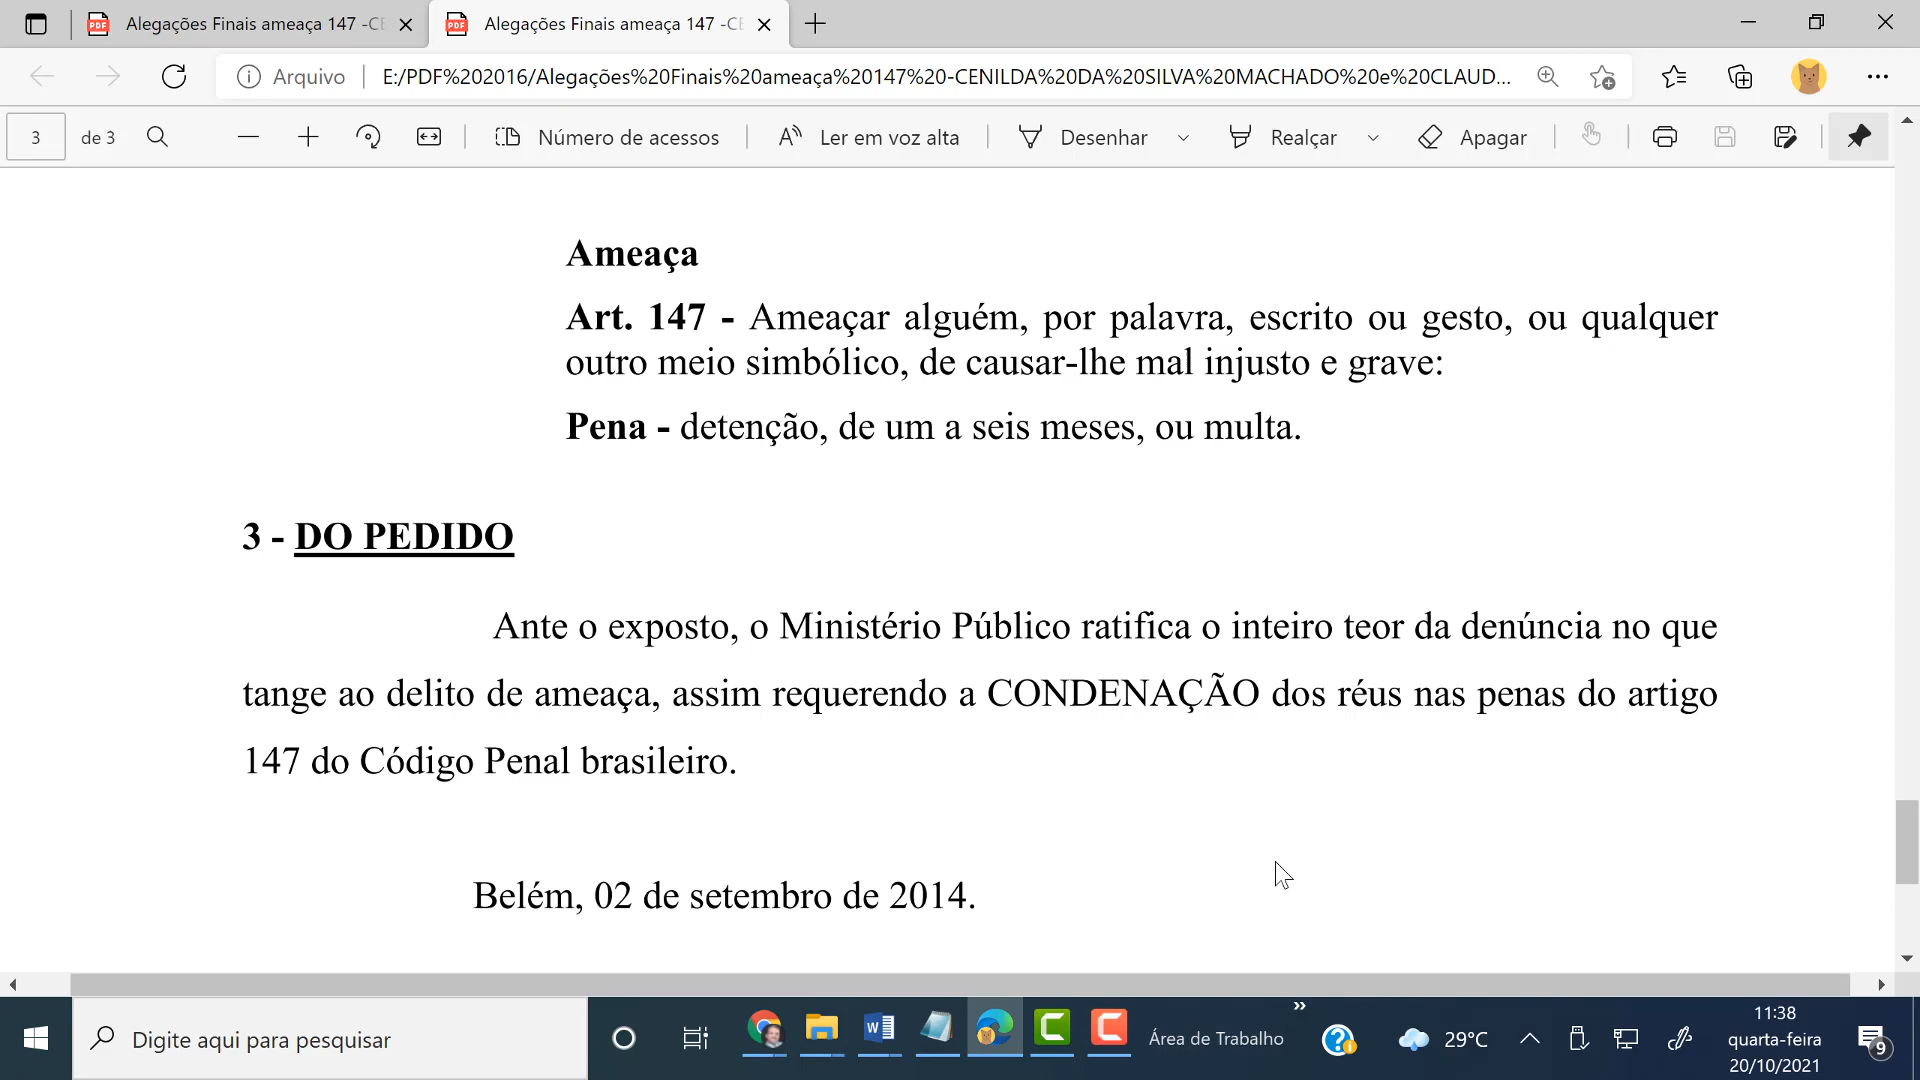 Alegações Finais ameaça 147 -CE
Alegações Finais ameaça 147 -CE
Arquivo
E:/PDF%202016/Alegações%20Finais%20ameaça%20147%20-CENILDA%20DA%20SILVA%20MACHADO%20e%20CLAUD...
3 de 3
Número de acessos
Ler em voz alta
Desenhar
Realçar
Apagar
Ameaça
Art. 147 - Ameaçar alguém, por palavra, escrito ou gesto, ou qualquer
outro meio simbólico, de causar-lhe mal injusto e grave:
Pena - detenção, de um a seis meses, ou multa.
3 - DO PEDIDO
Ante o exposto, o Ministério Público ratifica o inteiro teor da denúncia no que
tange ao delito de ameaça, assim requerendo a CONDENAÇÃO dos réus nas penas do artigo
147 do Código Penal brasileiro.
Belém, 02 de setembro de 2014.
Digite aqui para pesquisar
Área de Trabalho
29°C
11:38
quarta-feira
20/10/2021
9